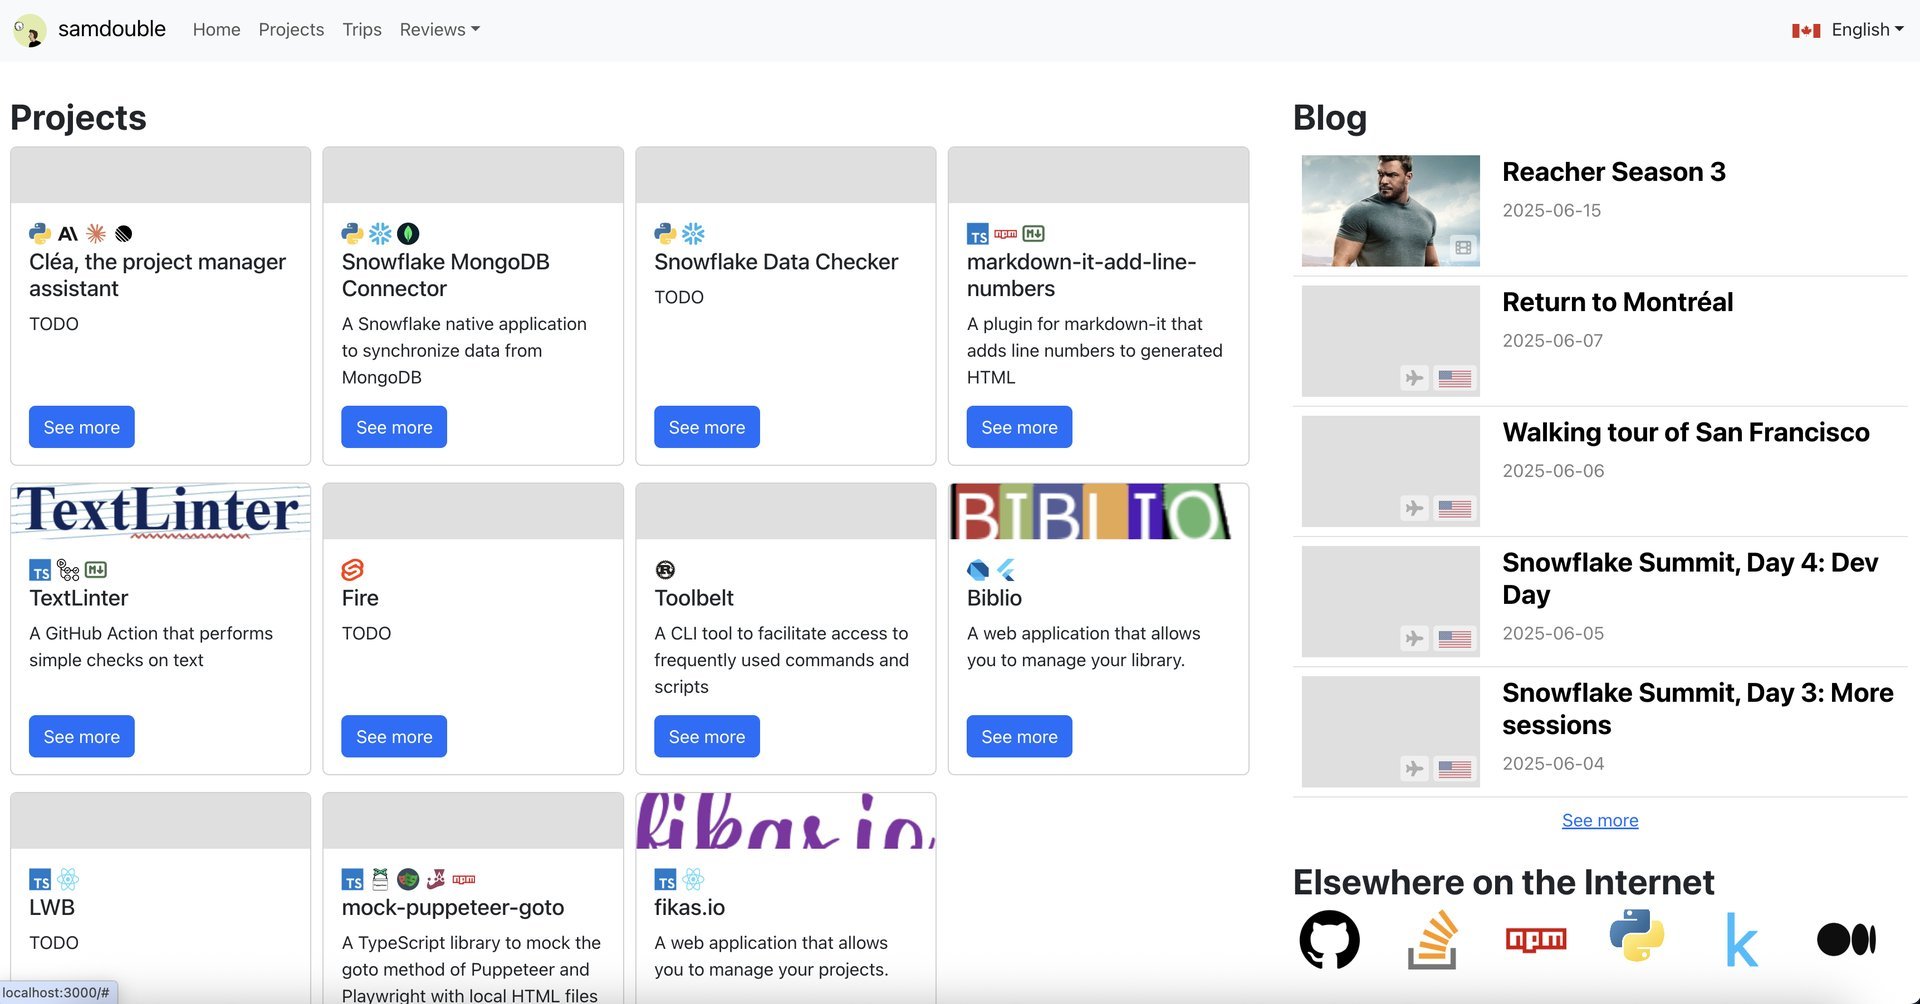 samdouble
Home
Projects
Trips
Reviews
English
Projects
Cléa, the project manager
assistant
TODO
See more
Snowflake MongoDB
Connector
A Snowflake native application
to synchronize data from
MongoDB
See more
Snowflake Data Checker
TODO
See more
TS npm M
markdown-it-add-line-
numbers
A plugin for markdown-it that
adds line numbers to generated
HTML
See more
TextLinter
TS M
TextLinter
A GitHub Action that performs
simple checks on text
See more
Fire
TODO
See more
R
Toolbelt
A CLI tool to facilitate access to
frequently used commands and
scripts
See more
BIBLIO
Biblio
A web application that allows
you to manage your library.
See more
TS
LWB
TODO
TS npm
mock-puppeteer-goto
A TypeScript library to mock the
goto method of Puppeteer and
Playwright with local HTML files
fikas.io
TS
fikas.io
A web application that allows
you to manage your projects.
Blog
Reacher Season 3
2025-06-15
Return to Montréal
2025-06-07
Walking tour of San Francisco
2025-06-06
Snowflake Summit, Day 4: Dev
Day
2025-06-05
Snowflake Summit, Day 3: More
sessions
2025-06-04
See more
Elsewhere on the Internet
npm
k
localhost:3000/#